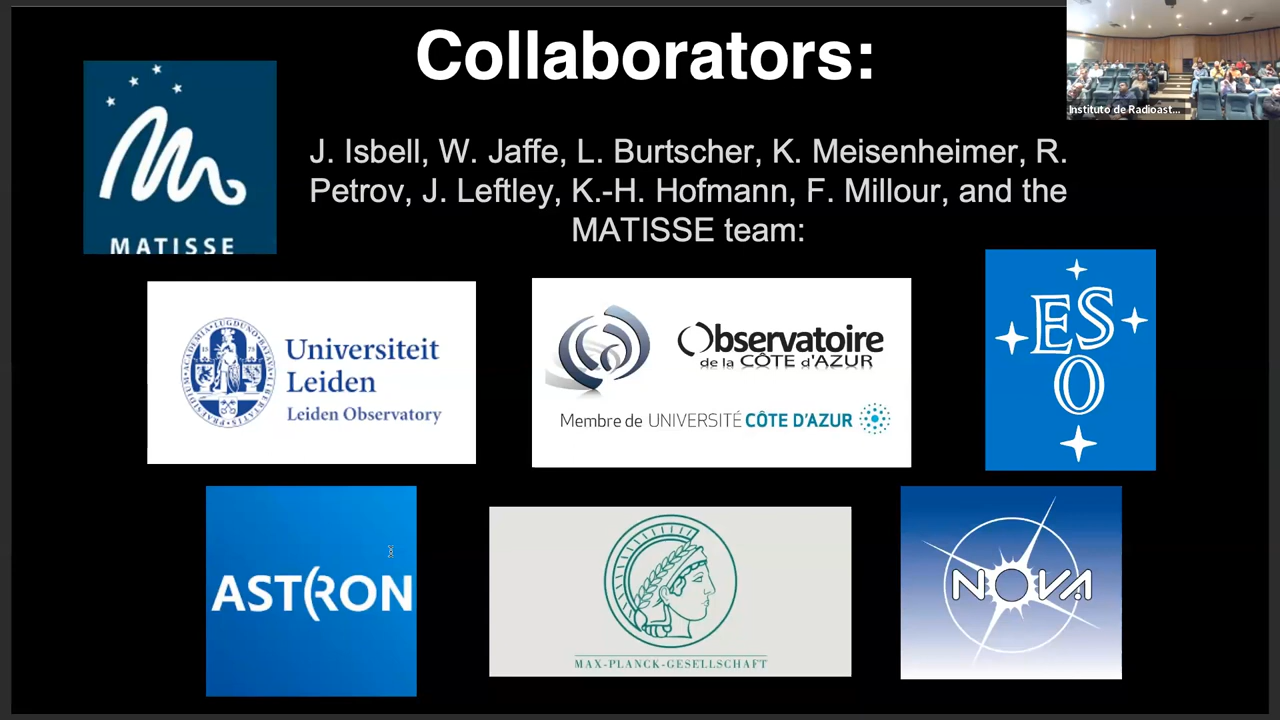 Collaborators:
Instituto de Radioast...
J. Isbell, W. Jaffe, L. Burtscher, K. Meisenheimer, R.
Petrov, J. Leftley, K.-H. Hofmann, F. Millour, and the
MATISSE team:
MATISSE
Universiteit
Leiden
Leiden Observatory
Observatoire
de la CÔTE d'AZUR
Membre de UNIVERSITÉ CÔTE D'AZUR
ES
O
ASTRON
MAX-PLANCK-GESELLSCHAFT
NOVA